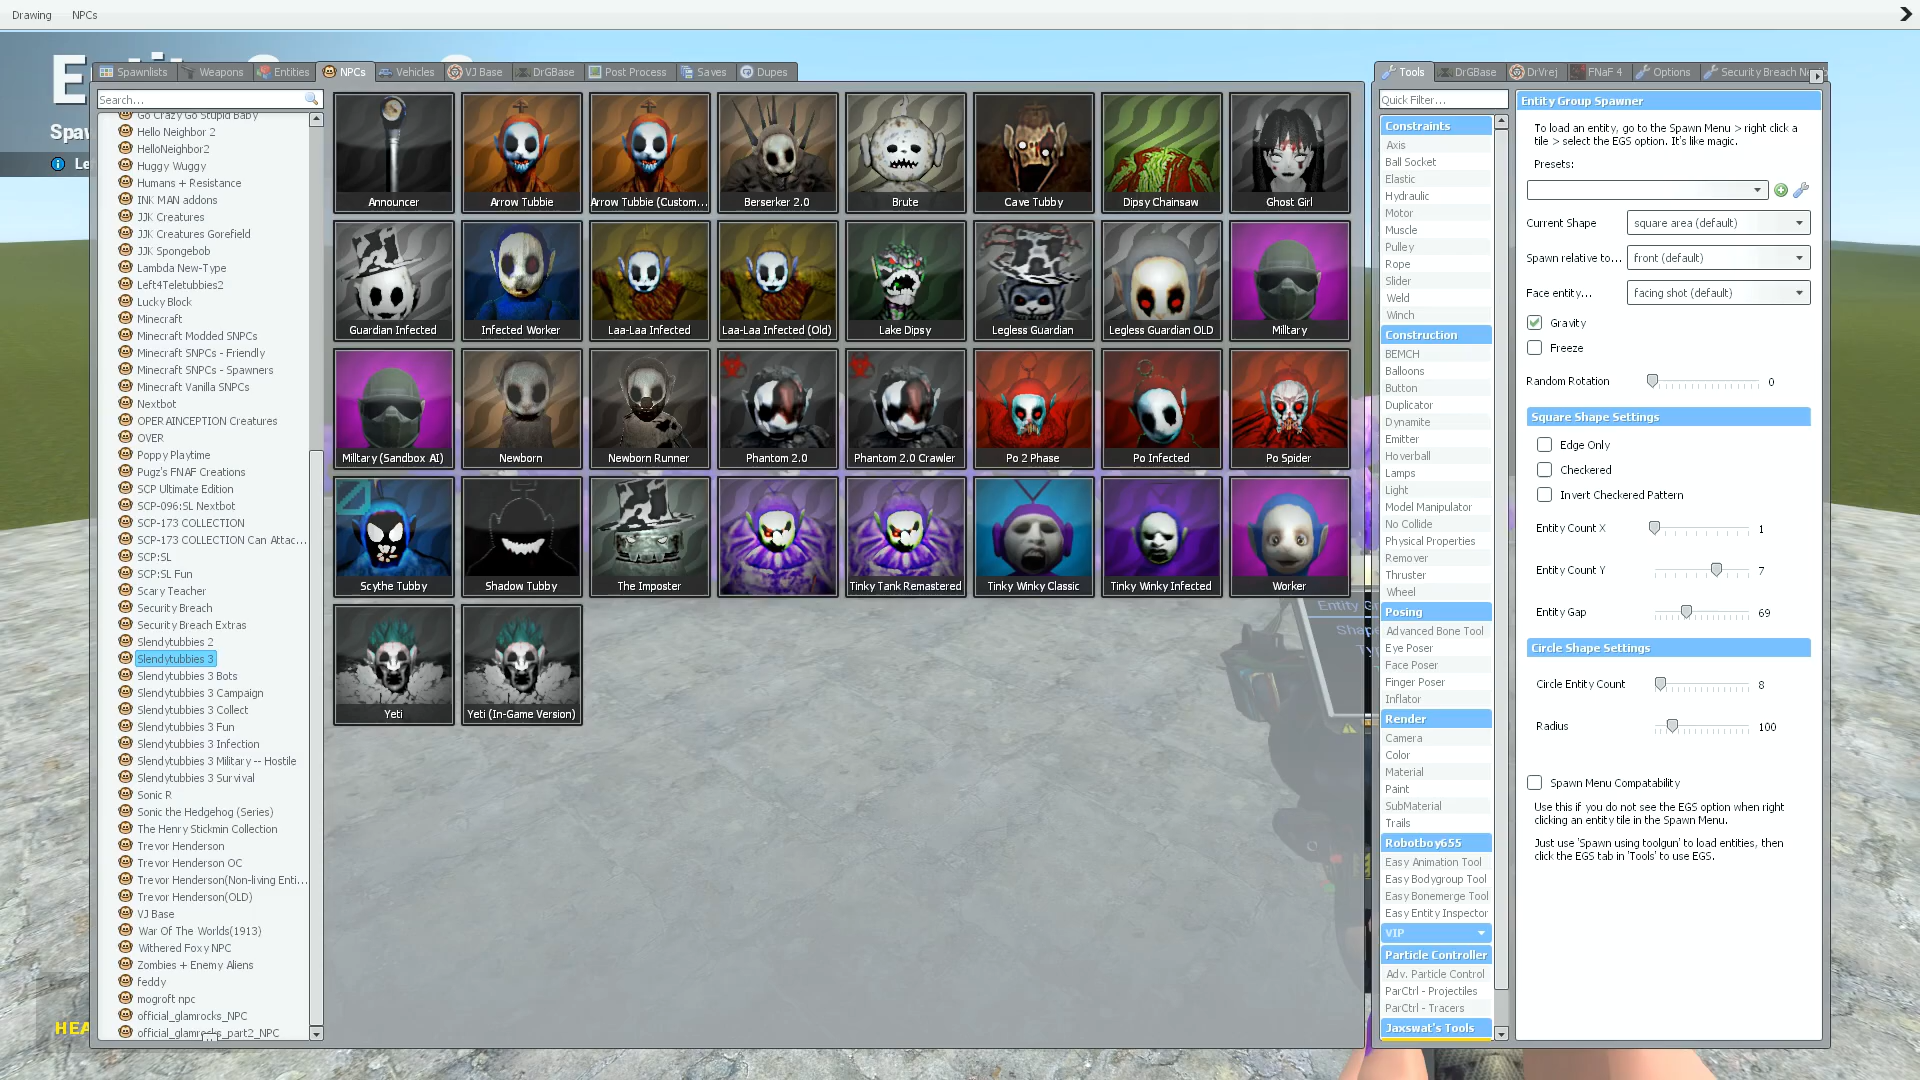 Drawing NPCs
Spawnlists Weapons Entities NPCs Vehicles VJ Base DrGBase Post Process Saves Dupes
Search...
Go Crazy Go Stupid Baby
Hello Neighbor 2
HelloNeighbor2
Huggy Wuggy
Humans + Resistance
INK MAN addons
JJK Creatures
JJK Creatures Gorefield
JJK Spongebob
Lambda New-Type
Left4Teletubbies2
Lucky Block
Minecraft
Minecraft Modded SNPCs
Minecraft SNPCs - Friendly
Minecraft SNPCs - Spawners
Minecraft Vanilla SNPCs
Nextbot
OPERAINCEPTION Creatures
OVER
Poppy Playtime
Pugz's FNAF Creations
SCP Ultimate Edition
SCP-096:SL Nextbot
SCP-173 COLLECTION
SCP-173 COLLECTION Can Attac...
SCP:SL
SCP:SL Fun
Scary Teacher
Security Breach
Security Breach Extras
Slendytubbies 2
Slendytubbies 3
Slendytubbies 3 Bots
Slendytubbies 3 Campaign
Slendytubbies 3 Collect
Slendytubbies 3 Fun
Slendytubbies 3 Infection
Slendytubbies 3 Military -- Hostile
Slendytubbies 3 Survival
Sonic R
Sonic the Hedgehog (Series)
The Henry Stickmin Collection
Trevor Henderson
Trevor Henderson OC
Trevor Henderson(Non-living Enti...
Trevor Henderson(OLD)
VJ Base
War Of The Worlds(1913)
Withered Foxy NPC
Zombies + Enemy Aliens
feddy
mogroft npc
official_glamrocks_NPC
official_glamrocks_part2_NPC
Announcer
Arrow Tubbie
Arrow Tubbie (Custom...
Berserker 2.0
Brute
Cave Tubby
Dipsy Chainsaw
Ghost Girl
Guardian Infected
Infected Worker
Laa-Laa Infected
Laa-Laa Infected (Old)
Lake Dipsy
Legless Guardian
Legless Guardian OLD
Military
Military (Sandbox AI)
Newborn
Newborn Runner
Phantom 2.0
Phantom 2.0 Crawler
Po 2 Phase
Po Infected
Po Spider
Scythe Tubby
Shadow Tubby
The Imposter
Tinky Tank Remastered
Tinky Winky Classic
Tinky Winky Infected
Worker
Yeti
Yeti (In-Game Version)
HEA
Tools DrGBase DrVrej FNaF 4 Options Security Breach
Quick Filter...
Constraints
Axis
Ball Socket
Elastic
Hydraulic
Motor
Muscle
Pulley
Rope
Slider
Weld
Winch
Construction
BEMCH
Balloons
Button
Duplicator
Dynamite
Emitter
Hoverball
Lamps
Light
Model Manipulator
No Collide
Physical Properties
Remover
Thruster
Wheel
Posing
Advanced Bone Tool
Eye Poser
Face Poser
Finger Poser
Inflator
Render
Camera
Color
Material
Paint
SubMaterial
Trails
Robotboy655
Easy Animation Tool
Easy Bodygroup Tool
Easy Bonemerge Tool
Easy Entity Inspector
VIP
Particle Controller
Adv. Particle Control
ParCtrl - Projectiles
ParCtrl - Tracers
Jaxswat's Tools
Entity Group Spawner
To load an entity, go to the Spawn Menu > right click a
tile > select the EGS option. It's like magic.
Presets:
Current Shape square area (default)
Spawn relative to... front (default)
Face entity... facing shot (default)
Gravity
Freeze
Random Rotation 0
Square Shape Settings
Edge Only
Checkered
Invert Checkered Pattern
Entity Count X 1
Entity Count Y 7
Entity Gap 69
Circle Shape Settings
Circle Entity Count 8
Radius 100
Spawn Menu Compatability
Use this if you do not see the EGS option when right
clicking an entity tile in the Spawn Menu.
Just use 'Spawn using toolgun' to load entities, then
click the EGS tab in 'Tools' to use EGS.